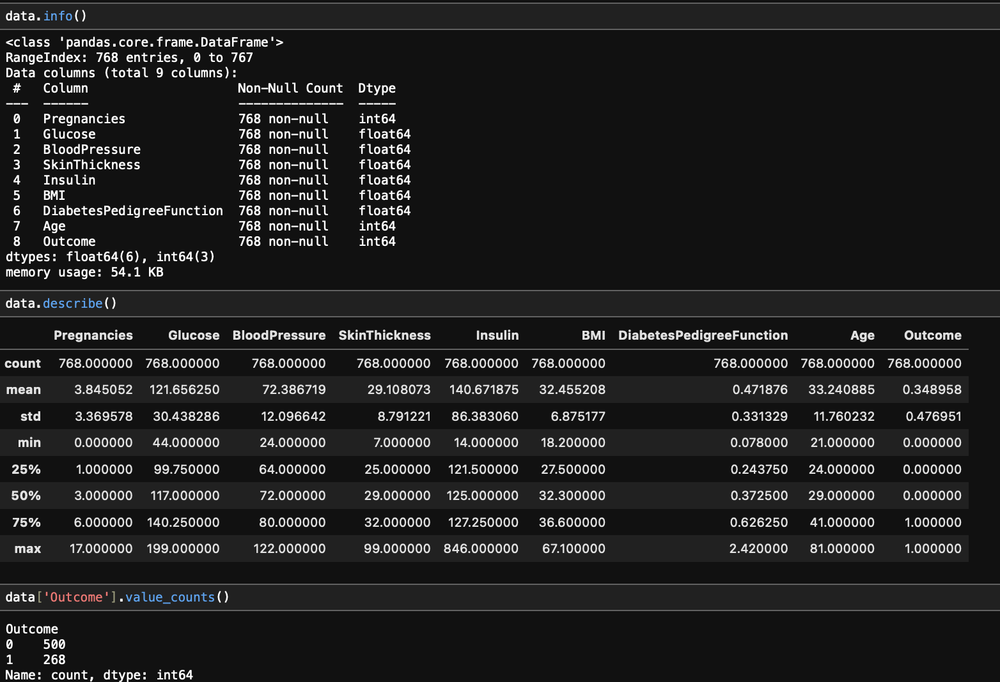 data.info()
<class 'pandas.core.frame.DataFrame'>
RangeIndex: 768 entries, 0 to 767
Data columns (total 9 columns):
 #   Column                    Non-Null Count  Dtype
---  ------                    --------------  -----
 0   Pregnancies               768 non-null    int64
 1   Glucose                   768 non-null    float64
 2   BloodPressure             768 non-null    float64
 3   SkinThickness             768 non-null    float64
 4   Insulin                   768 non-null    float64
 5   BMI                       768 non-null    float64
 6   DiabetesPedigreeFunction  768 non-null    float64
 7   Age                       768 non-null    int64
 8   Outcome                   768 non-null    int64
dtypes: float64(6), int64(3)
memory usage: 54.1 KB
data.describe()
Pregnancies Glucose BloodPressure SkinThickness Insulin BMI DiabetesPedigreeFunction Age Outcome
count 768.000000 768.000000 768.000000 768.000000 768.000000 768.000000 768.000000 768.000000 768.000000
mean 3.845052 121.656250 72.386719 29.108073 140.671875 32.455208 0.471876 33.240885 0.348958
std 3.369578 30.438286 12.096642 8.791221 86.383060 6.875177 0.331329 11.760232 0.476951
min 0.000000 44.000000 24.000000 7.000000 14.000000 18.200000 0.078000 21.000000 0.000000
25% 1.000000 99.750000 64.000000 25.000000 121.500000 27.500000 0.243750 24.000000 0.000000
50% 3.000000 117.000000 72.000000 29.000000 125.000000 32.300000 0.372500 29.000000 0.000000
75% 6.000000 140.250000 80.000000 32.000000 127.250000 36.600000 0.626250 41.000000 1.000000
max 17.000000 199.000000 122.000000 99.000000 846.000000 67.100000 2.420000 81.000000 1.000000
data['Outcome'].value_counts()
Outcome
0    500
1    268
Name: count, dtype: int64